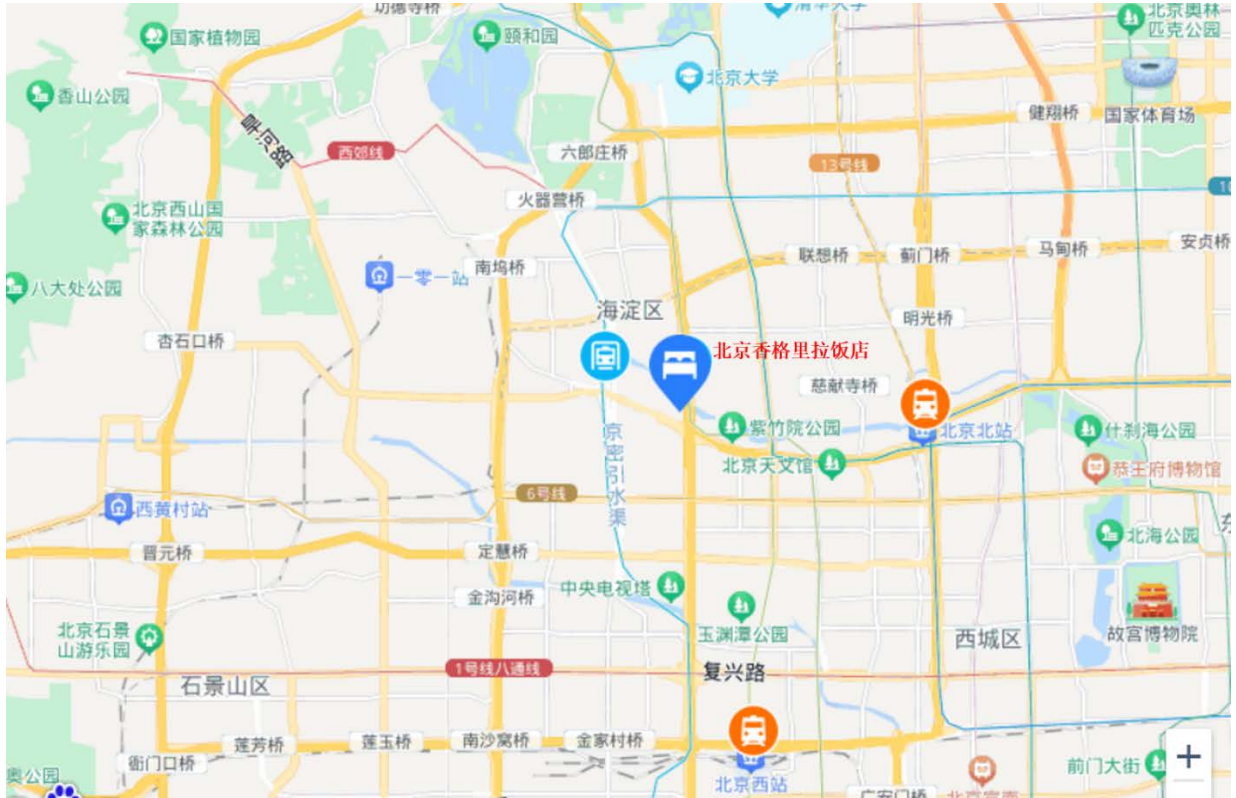 功德寺桥
清华大学
北京奥林
匹克公园
国家植物园
颐和园
北京大学
香山公园
健翔桥
国家体育场
旱河路
西郊线
六郎庄桥
13号线
火器营桥
10
北京西山国
家森林公园
联想桥
蓟门桥
马甸桥
安贞桥
一零一站
南坞桥
八大处公园
海淀区
明光桥
杏石口桥
北京香格里拉饭店
慈献寺桥
紫竹院公园
北京北站
什刹海公园
京密引水渠
北京天文馆
恭王府博物馆
6号线
西黄村站
东
北海公园
晋元桥
定慧桥
中央电视塔
金沟河桥
北京石景
山游乐园
玉渊潭公园
西城区
故宫博物院
1号线八通线
复兴路
石景山区
莲芳桥
莲玉桥
南沙窝桥
金家村桥
衙门口桥
奥公园
北京西站
前门大街
广安门桥
+